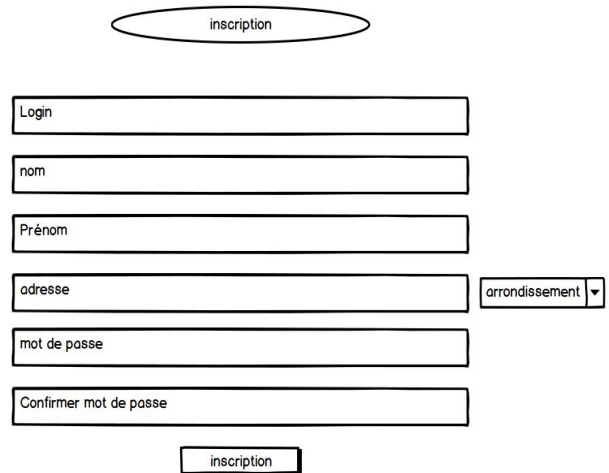 inscription
Login
nom
Prénom
adresse
arrondissement
mot de passe
Confirmer mot de passe
inscription